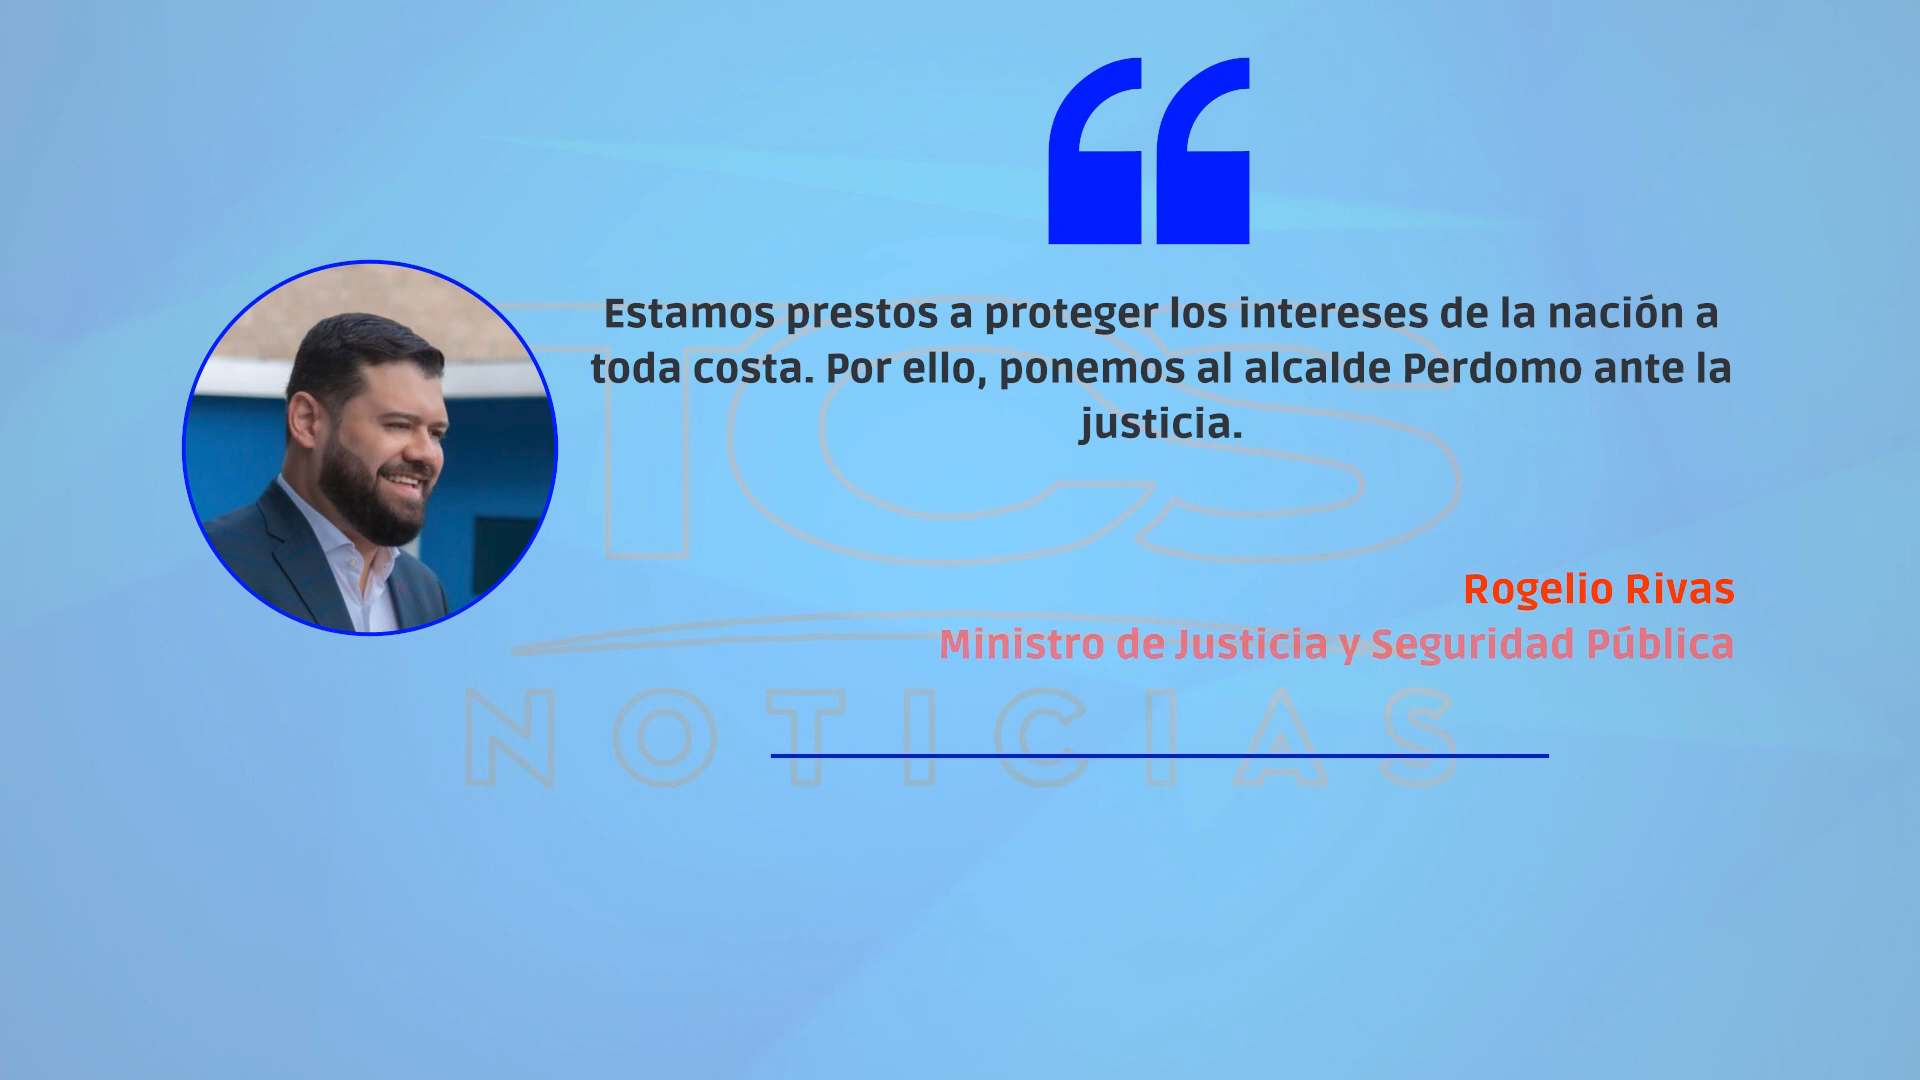 Estamos prestos a proteger los intereses de la nación a
toda costa. Por ello, ponemos al alcalde Perdomo ante la
justicia.
Rogelio Rivas
Ministro de Justicia y Seguridad Pública
TCS
NOTICIAS